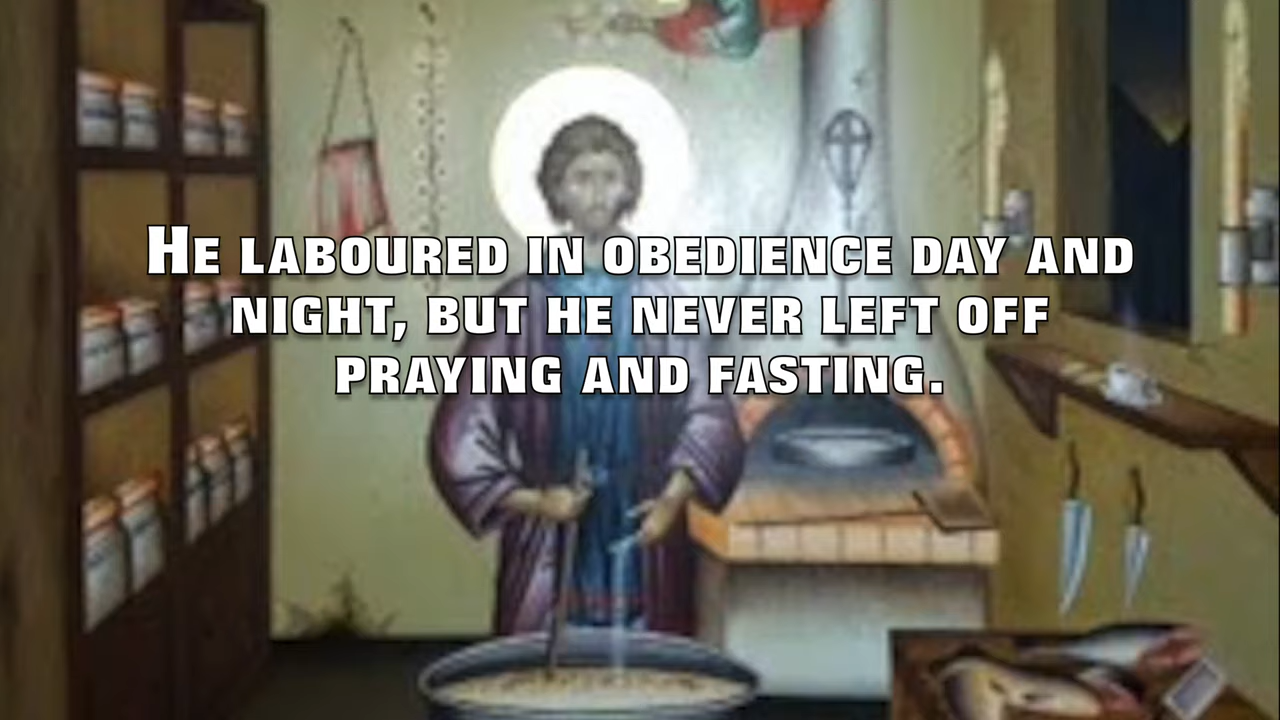 He laboured in obedience day and
night, but he never left off
praying and fasting.